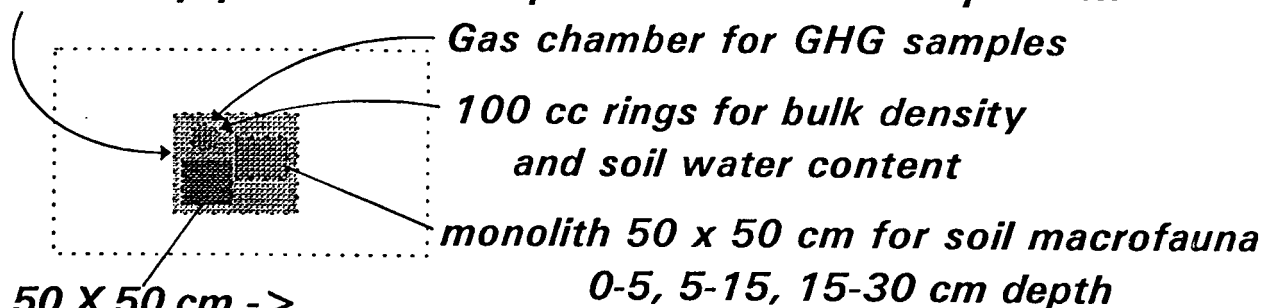 Gas chamber for GHG samples
100 cc rings for bulk density
and soil water content
monolith 50 x 50 cm for soil macrofauna
0-5, 5-15, 15-30 cm depth
50 X 50 cm ->